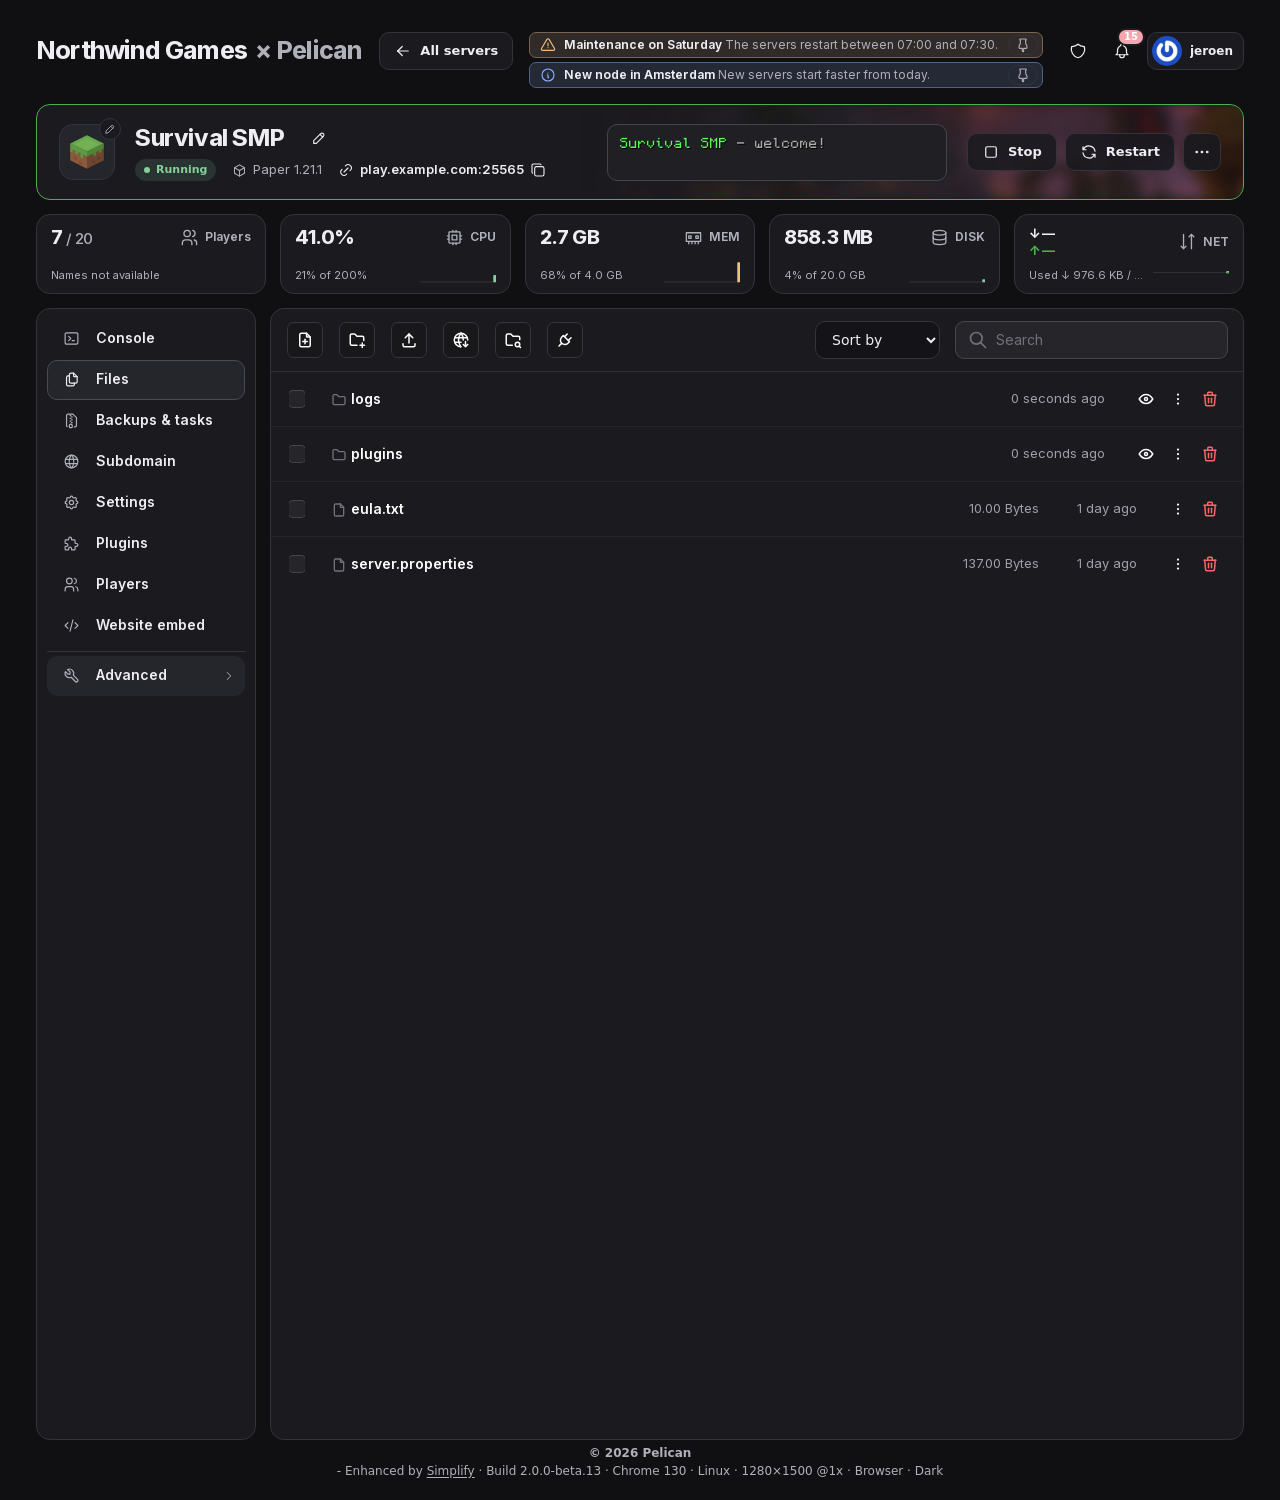 Northwind Games × Pelican
All servers
Maintenance on Saturday The servers restart between 07:00 and 07:30.
New node in Amsterdam New servers start faster from today.
15
jeroen
Survival SMP
Running
Paper 1.21.1
play.example.com:25565
Survival SMP - welcome!
Stop
Restart
7 / 20
Players
Names not available
41.0%
CPU
21% of 200%
2.7 GB
MEM
68% of 4.0 GB
858.3 MB
DISK
4% of 20.0 GB
↓—
↑—
NET
Used ↓ 976.6 KB / ...
Console
Files
Backups & tasks
Subdomain
Settings
Plugins
Players
Website embed
Advanced
Sort by
Search
logs
0 seconds ago
plugins
0 seconds ago
eula.txt
10.00 Bytes
1 day ago
server.properties
137.00 Bytes
1 day ago
© 2026 Pelican
- Enhanced by Simplify · Build 2.0.0-beta.13 · Chrome 130 · Linux · 1280×1500 @1x · Browser · Dark